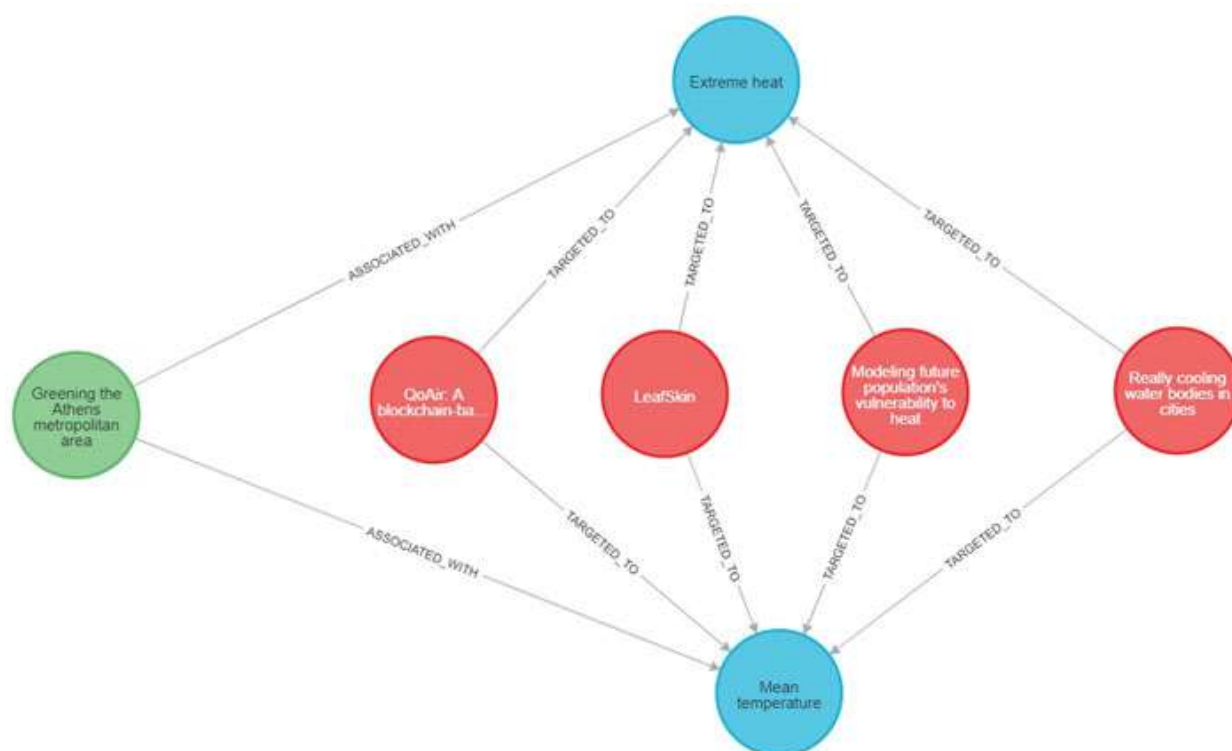 Extreme heat
ASSOCIATED_WITH
TARGETED_TO
TARGETED_TO
TARGETED_TO
TARGETED_TO
Greening the
Athens
metropolitan
area
QoAir: A
blockchain-ba...
LeafSkin
Modeling future
population's
vulnerability to
heat
Really cooling
water bodies in
cities
ASSOCIATED_WITH
TARGETED_TO
TARGETED_TO
TARGETED_TO
TARGETED_TO
Mean
temperature